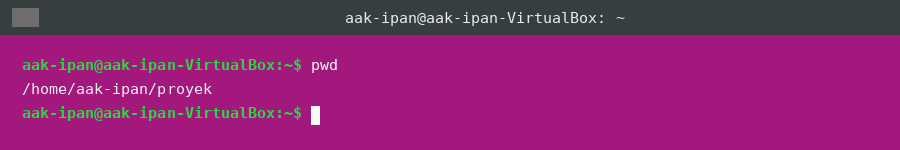 aak-ipan@aak-ipan-VirtualBox: ~
aak-ipan@aak-ipan-VirtualBox:~$ pwd
/home/aak-ipan/proyek
aak-ipan@aak-ipan-VirtualBox:~$